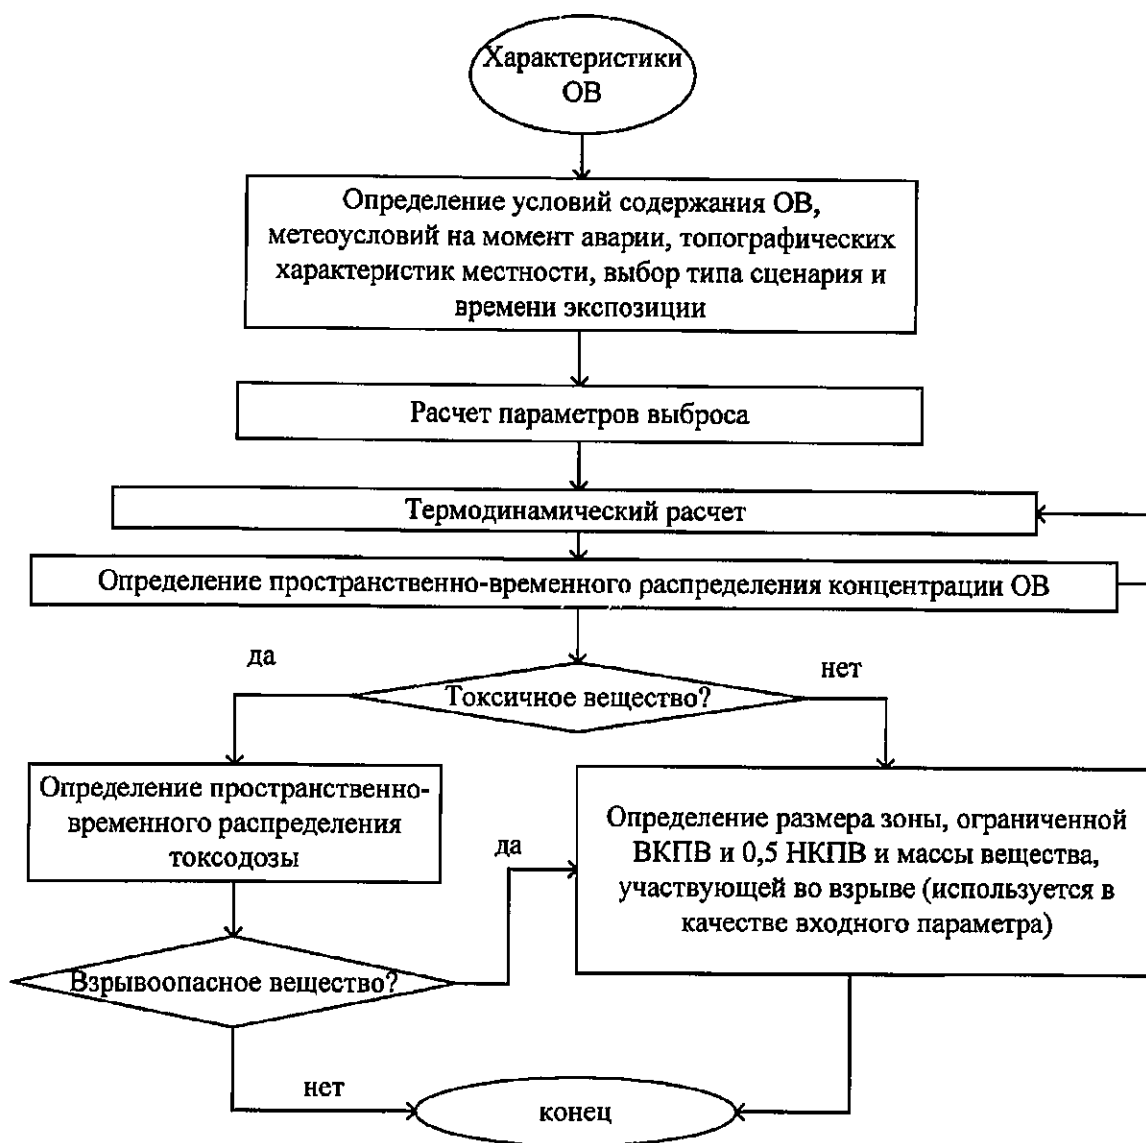 Характеристики
ОВ
Определение условий содержания ОВ,
метеоусловий на момент аварии, топографических
характеристик местности, выбор типа сценария и
времени экспозиции
Расчет параметров выброса
Термодинамический расчет
Определение пространственно-временного распределения концентрации ОВ
да
нет
Токсичное вещество?
Определение пространственно-
временного распределения
токсодозы
да
Определение размера зоны, ограниченной
ВКПВ и 0,5 НКПВ и массы вещества,
участвующей во взрыве (используется в
качестве входного параметра)
Взрывоопасное вещество?
нет
конец